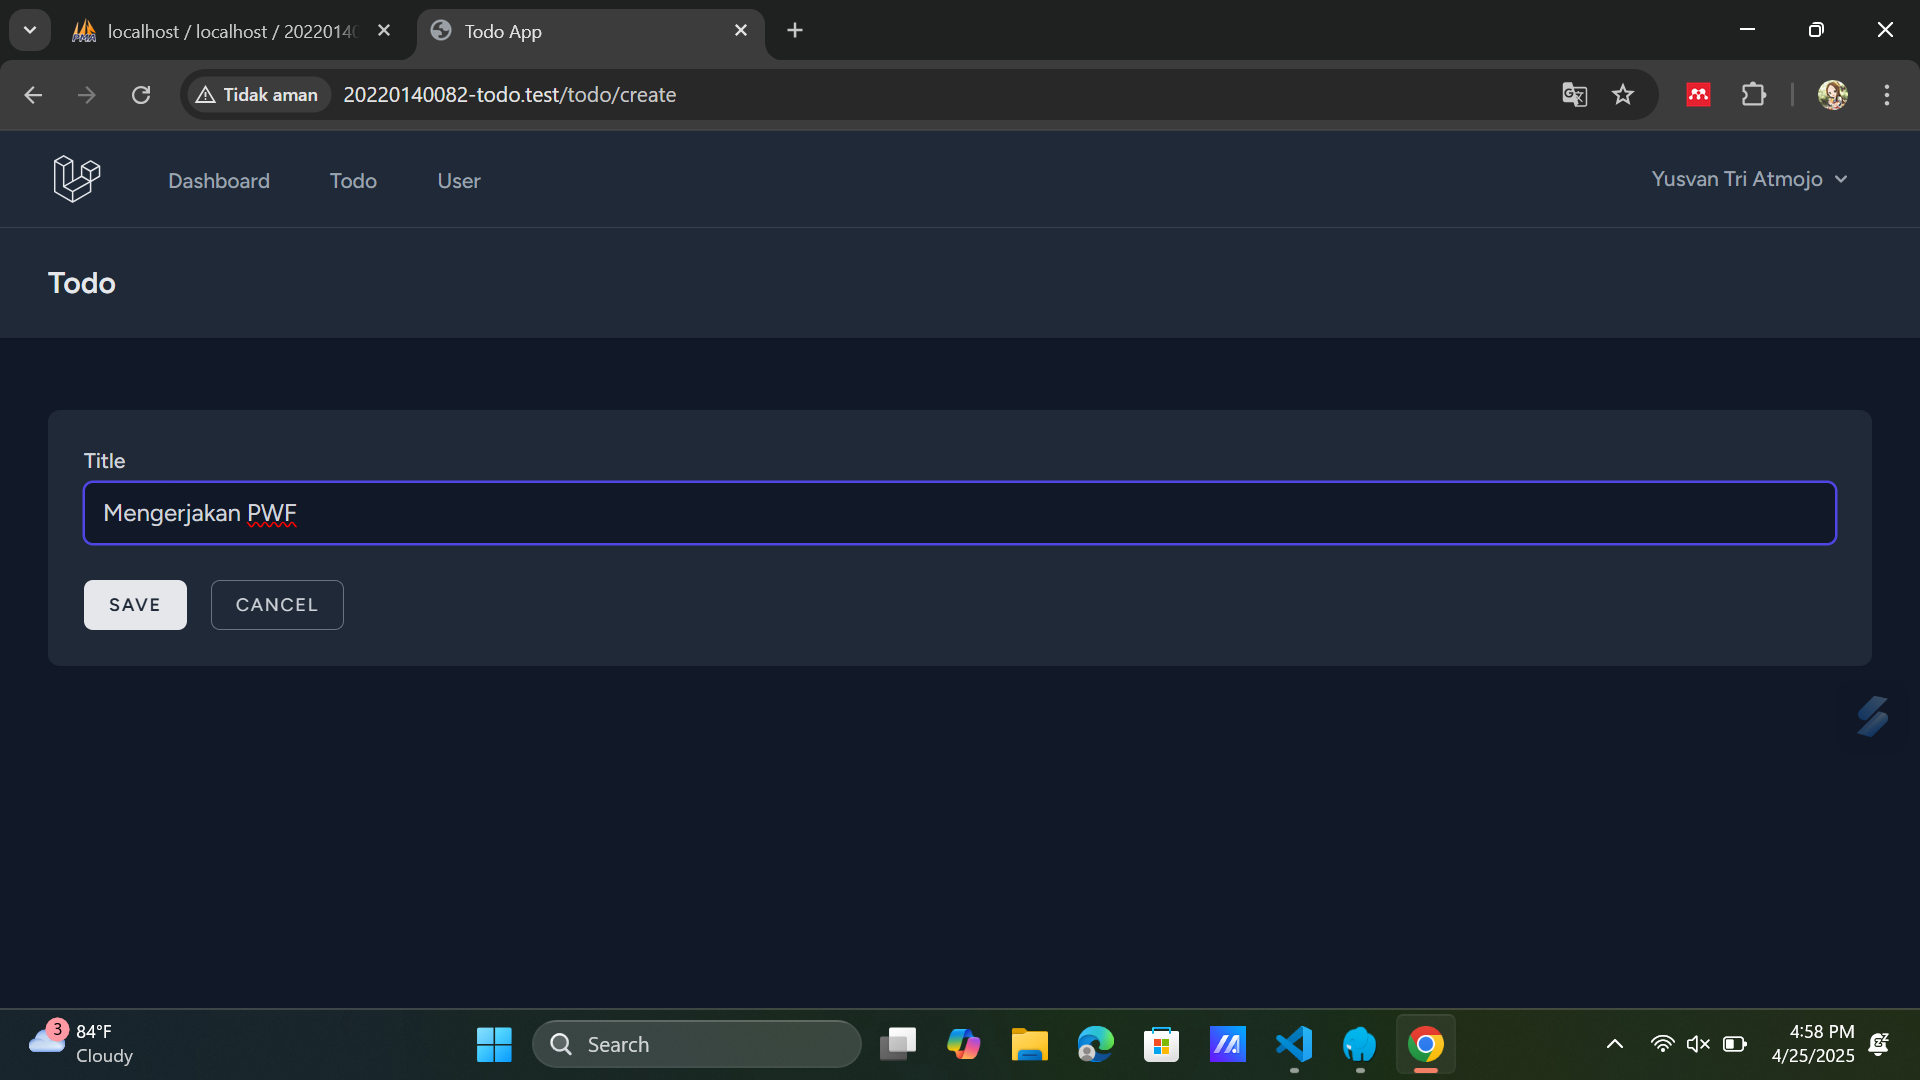 localhost / localhost / 2022014
Todo App
Tidak aman
20220140082-todo.test/todo/create
Dashboard
Todo
User
Yusvan Tri Atmojo
Todo
Title
Mengerjakan PWF
SAVE
CANCEL
3
84°F
Cloudy
Search
4:58 PM
4/25/2025